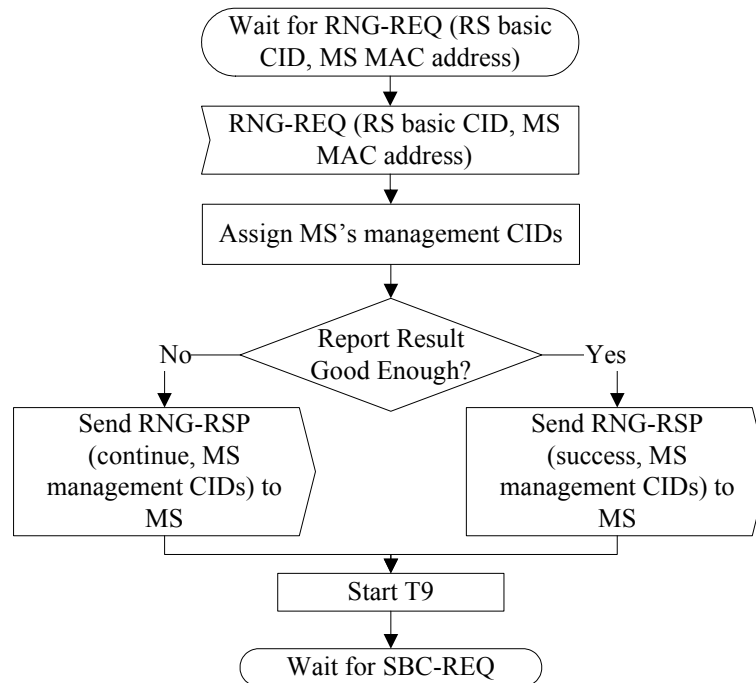 Wait for RNG-REQ (RS basic
CID, MS MAC address)
RNG-REQ (RS basic CID, MS
MAC address)
Assign MS’s management CIDs
Report Result
Good Enough?
No
Yes
Send RNG-RSP
(continue, MS
management CIDs) to
MS
Send RNG-RSP
(success, MS
management CIDs) to
MS
Start T9
Wait for SBC-REQ